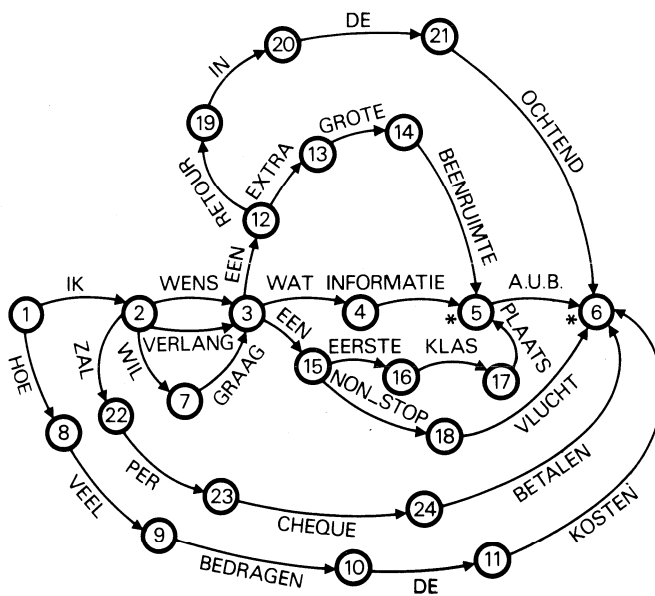 DE
20
21
IN
OCHTEND
19
GROTE
13
14
EXTRA
BEENRUIMTE
RETOUR
12
EEN
IK
WENS
WAT
INFORMATIE
A.U.B.
1
2
3
4
5
6
*
*
VERLANG
EEN
EERSTE
KLAS
PLAATS
HOE
ZAL
WIL
GRAAG
15
16
17
7
NON_STOP
VLUCHT
8
22
18
PER
BETALEN
VEEL
23
24
CHEQUE
KOSTEN
9
BEDRAGEN
10
DE
11